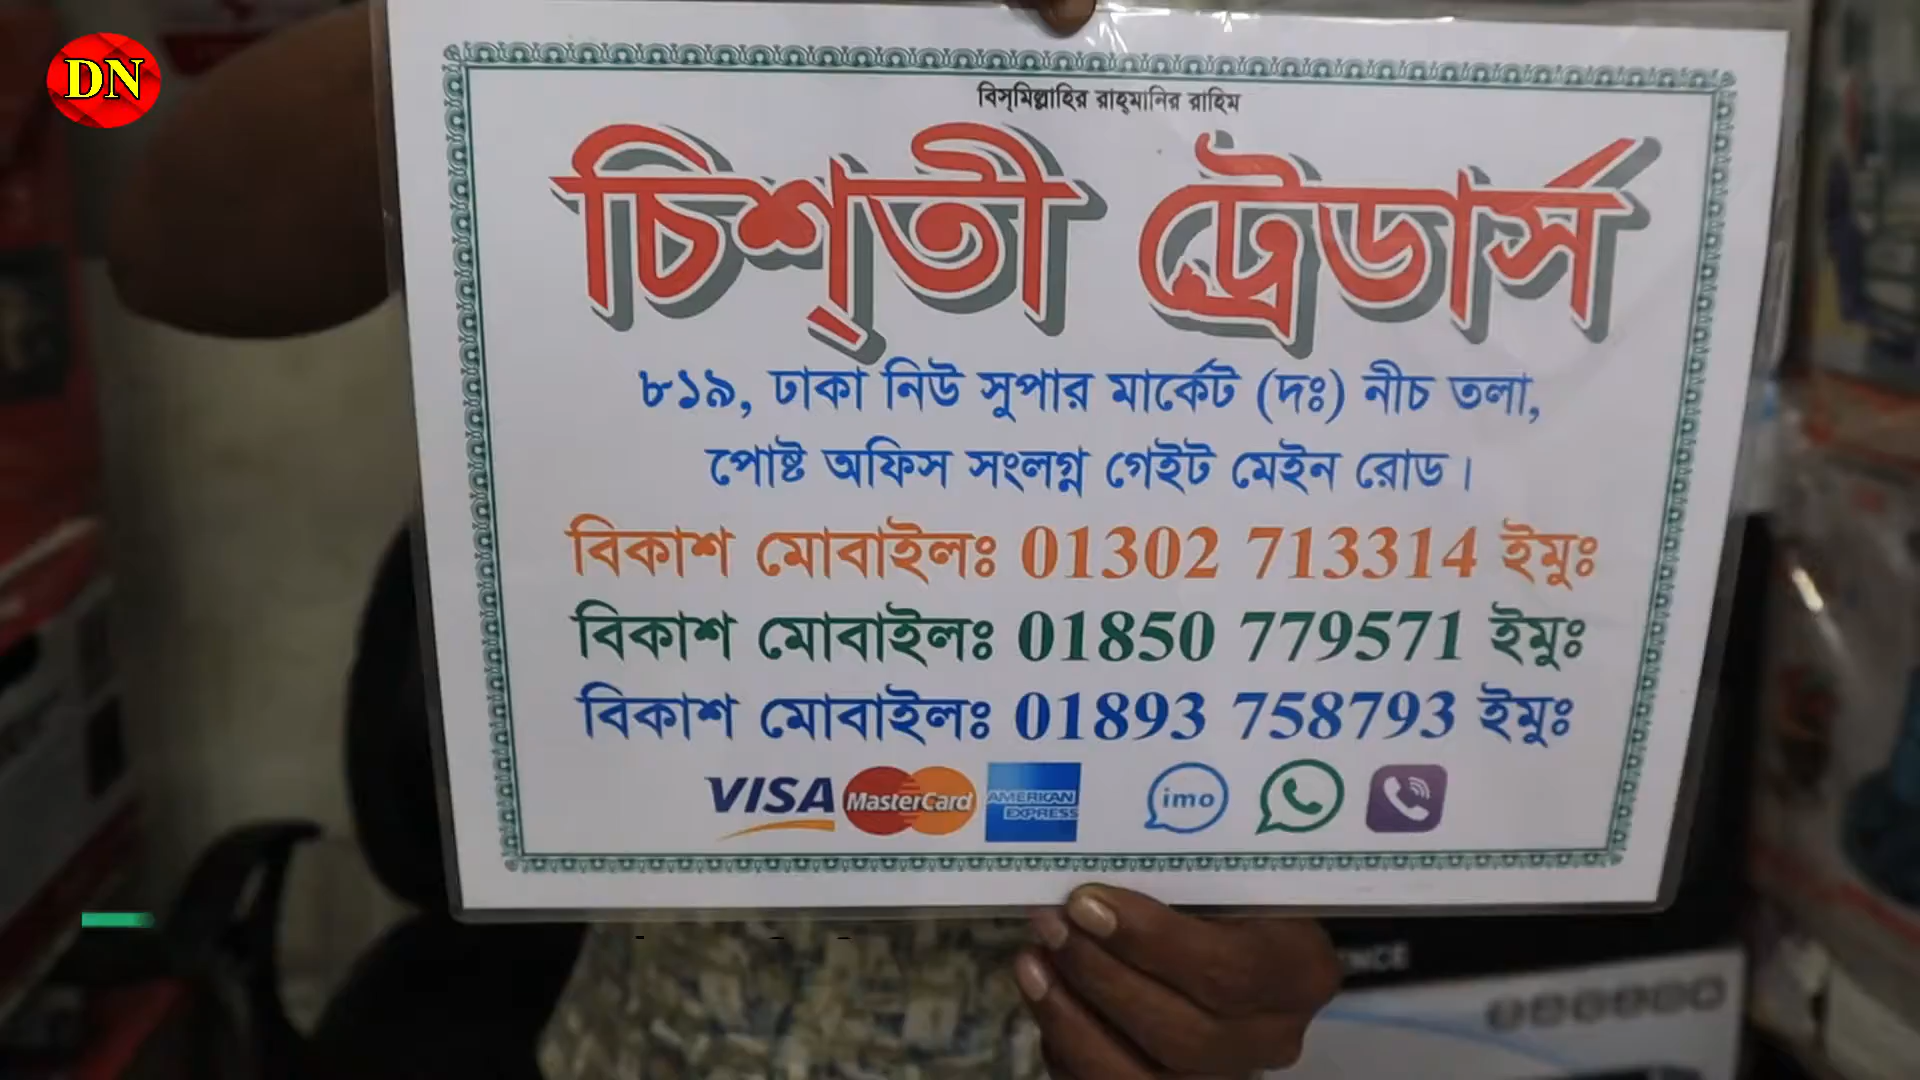 DN
বিস্মিল্লাহির রাহ্মানির রাহিম
চিশ্তী ট্রেডার্স
৮১৯, ঢাকা নিউ সুপার মার্কেট (দঃ) নীচ তলা,
পোষ্ট অফিস সংলগ্ন গেইট মেইন রোড।
বিকাশ মোবাইলঃ 01302 713314 ইমুঃ
বিকাশ মোবাইলঃ 01850 779571 ইমুঃ
বিকাশ মোবাইলঃ 01893 758793 ইমুঃ
VISA MasterCard AMERICAN EXPRESS imo